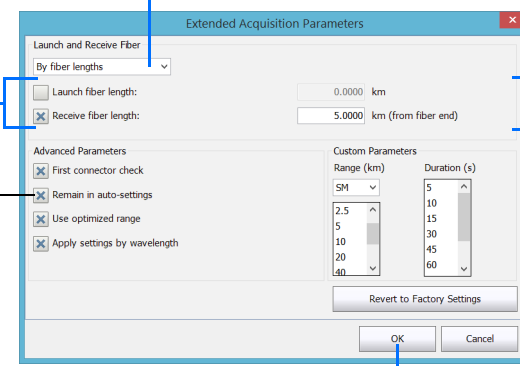 Extended Acquisition Parameters
Launch and Receive Fiber
By fiber lengths
Launch fiber length: 0.0000 km
Receive fiber length: 5.0000 km (from fiber end)
Advanced Parameters
First connector check
Remain in auto-settings
Use optimized range
Apply settings by wavelength
Custom Parameters
Range (km) Duration (s)
SM
2.5
5
10
20
40
5
10
15
30
45
60
Revert to Factory Settings
OK Cancel